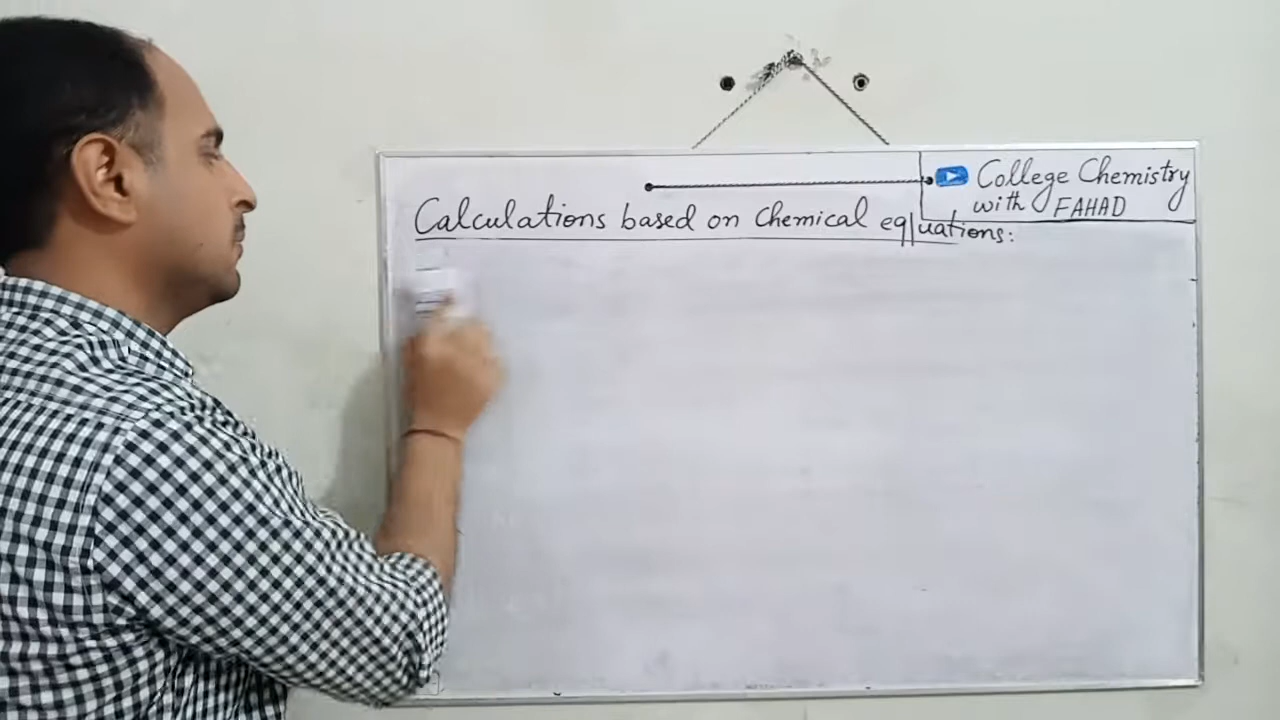 College Chemistry
with FAHAD
Calculations based on Chemical equations: